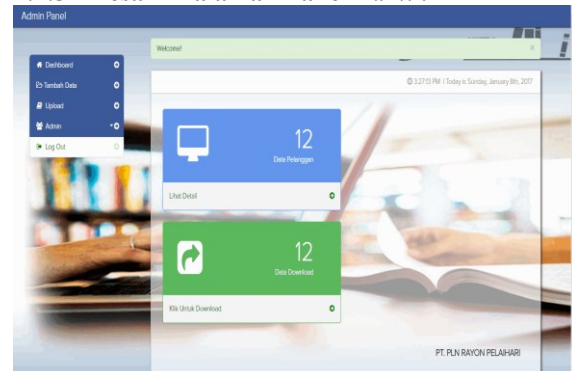 Admin Panel
Welcome!
×
Dashboard
3:27:13 PM | Today is Sunday, January 8th, 2017
Tambah Data
Upload
Admin
Log Out
12
Data Pelanggan
Lihat Detail
12
Data Download
Klik Untuk Download
PT. PLN RAYON PELAIHARI